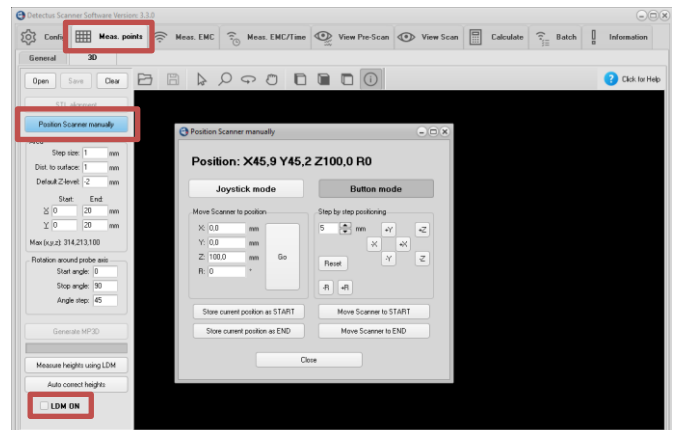 Detectus Scanner Software Version: 3.3.0
Config Meas. points Meas. EMC Meas. EMC/Time View Pre-Scan View Scan Calculate Batch Information
General 3D
Open Save Clear Click for Help
STL alignment
Position Scanner manually
Area
Step size: 1 mm
Dist. to surface: 1 mm
Default Z-level: -2 mm
Start: End:
X 0 20 mm
Y 0 20 mm
Max (x,y,z): 314,213,100
Rotation around probe axis
Start angle: 0
Stop angle: 90
Angle step: 45
Generate MP3D
Measure heights using LDM
Auto correct heights
LDM ON
Position Scanner manually
Position: X45,9 Y45,2 Z100,0 R0
Joystick mode Button mode
Move Scanner to position
X: 0,0 mm
Y: 0,0 mm
Z: 100,0 mm
R: 0 °
Go
Step by step positioning
5 mm +Y +Z
-X +X
Reset -Y -Z
-R +R
Store current position as START Move Scanner to START
Store current position as END Move Scanner to END
Close